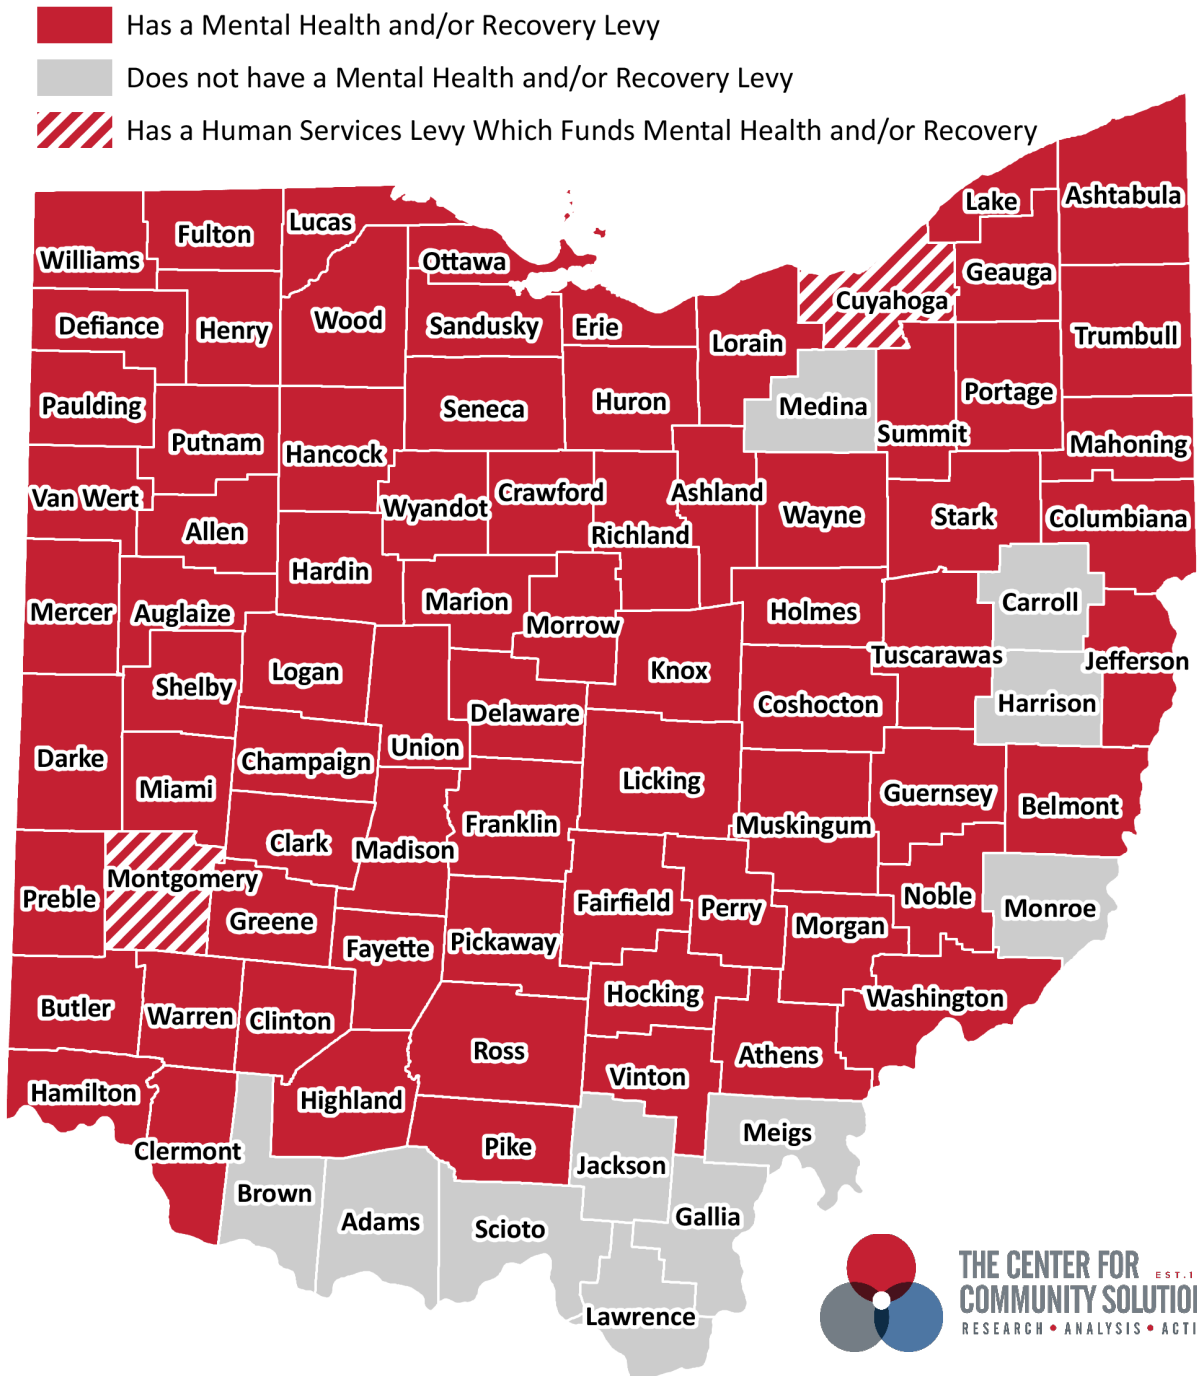 Has a Mental Health and/or Recovery Levy
Does not have a Mental Health and/or Recovery Levy
Has a Human Services Levy Which Funds Mental Health and/or Recovery
Lake
Ashtabula
Lucas
Fulton
Williams
Ottawa
Geauga
Cuyahoga
Defiance
Henry
Wood
Sandusky
Erie
Lorain
Trumbull
Paulding
Putnam
Hancock
Seneca
Huron
Medina
Summit
Portage
Mahoning
Van Wert
Allen
Wyandot
Crawford
Richland
Ashland
Wayne
Stark
Columbiana
Mercer
Auglaize
Hardin
Marion
Morrow
Holmes
Carroll
Tuscarawas
Jefferson
Shelby
Logan
Knox
Coshocton
Harrison
Delaware
Darke
Miami
Champaign
Union
Licking
Guernsey
Belmont
Clark
Madison
Franklin
Muskingum
Preble
Montgomery
Greene
Fayette
Pickaway
Fairfield
Perry
Morgan
Noble
Monroe
Butler
Warren
Clinton
Ross
Hocking
Athens
Washington
Hamilton
Highland
Vinton
Clermont
Brown
Adams
Pike
Scioto
Jackson
Meigs
Gallia
Lawrence
THE CENTER FOR
EST.1
COMMUNITY SOLUTIO
RESEARCH • ANALYSIS • ACTI